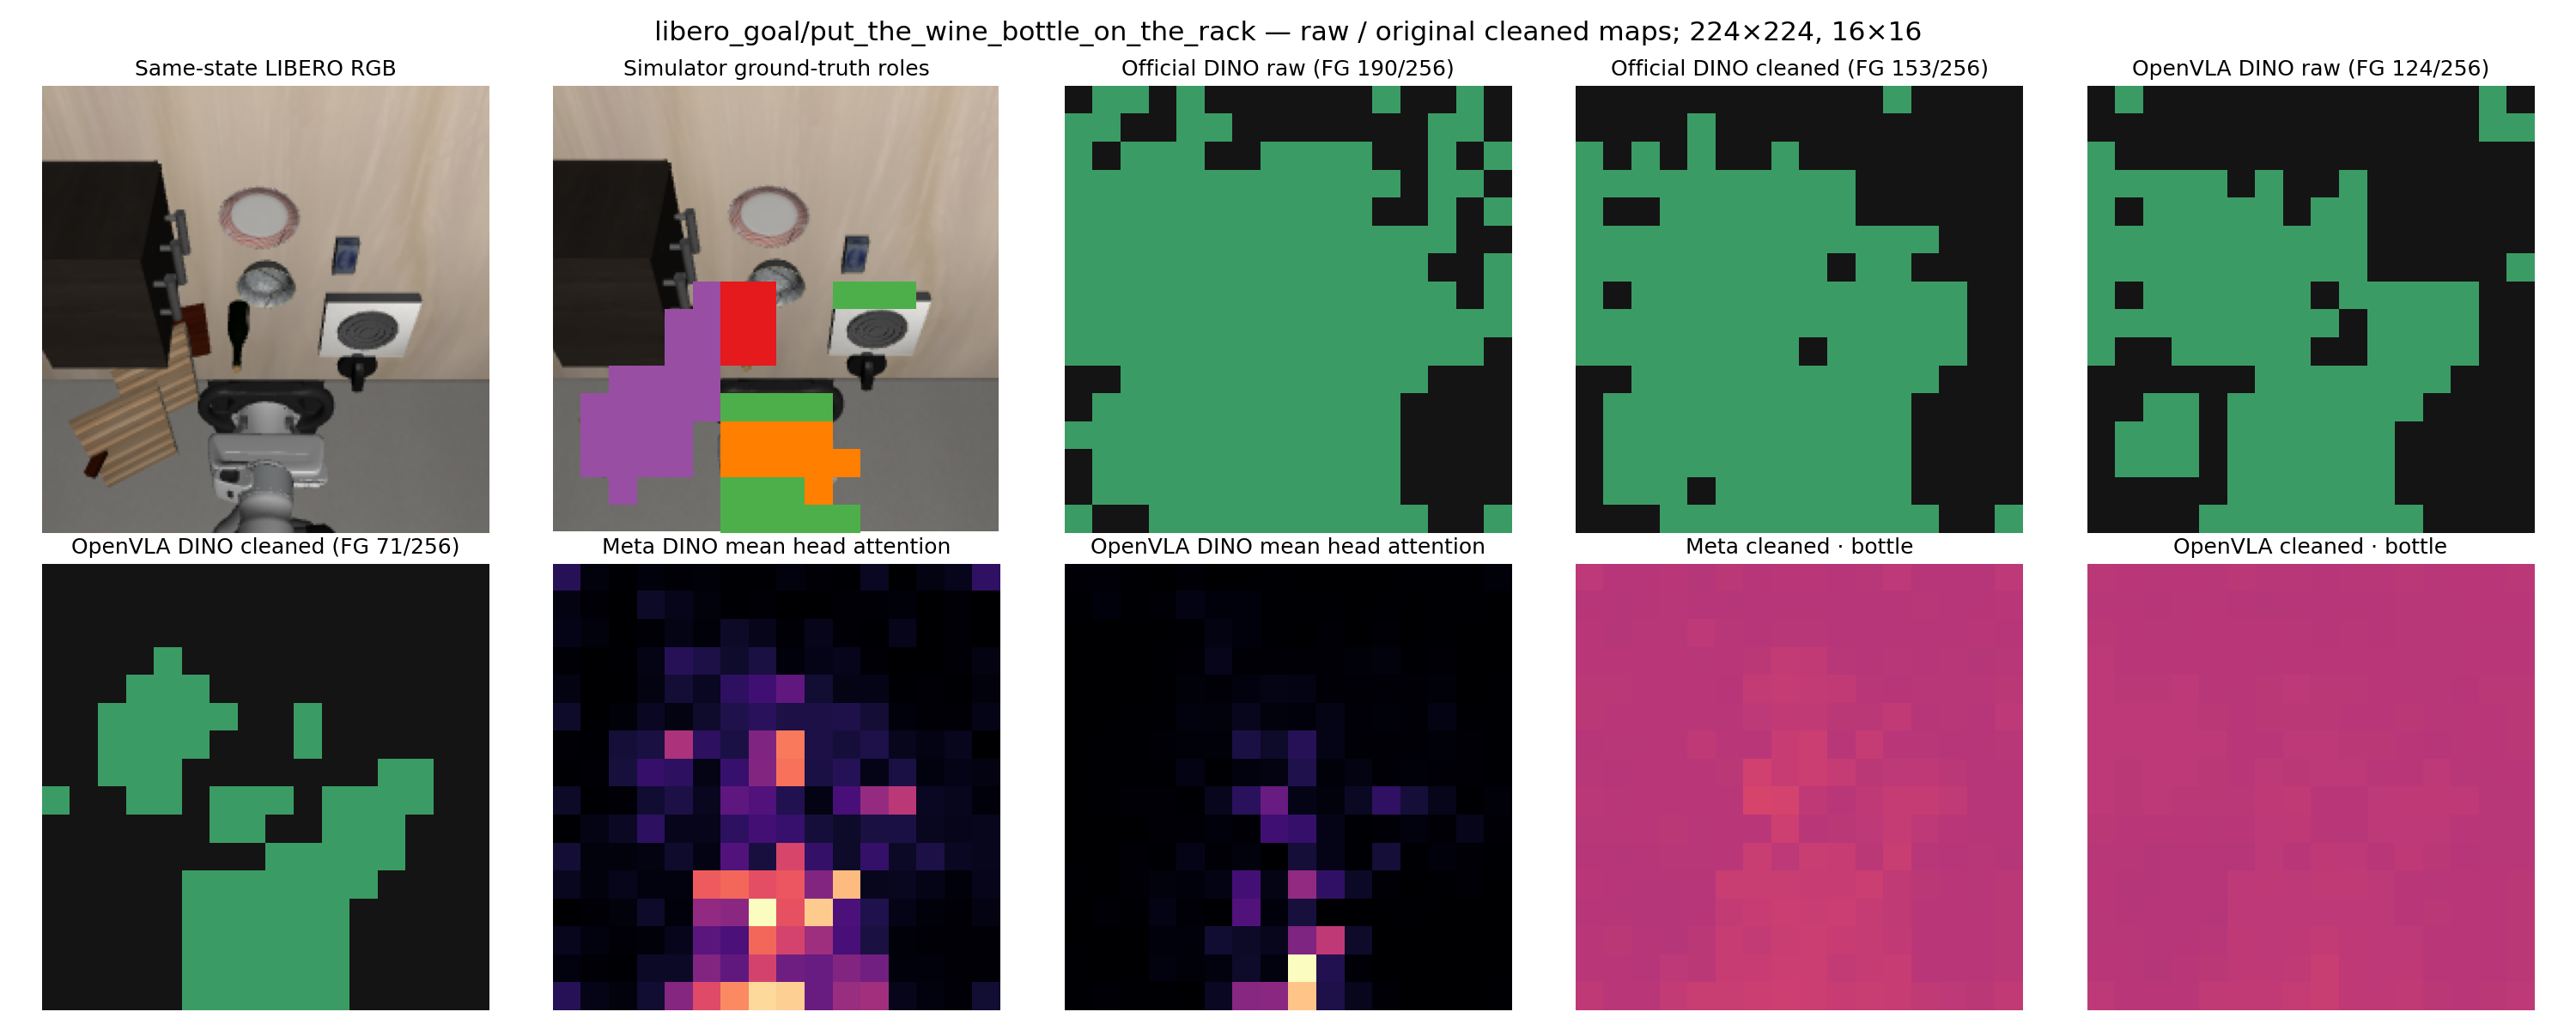 libero_goal/put_the_wine_bottle_on_the_rack — raw / original cleaned maps; 224×224, 16×16
Same-state LIBERO RGB
Simulator ground-truth roles
Official DINO raw (FG 190/256)
Official DINO cleaned (FG 153/256)
OpenVLA DINO raw (FG 124/256)
OpenVLA DINO cleaned (FG 71/256)
Meta DINO mean head attention
OpenVLA DINO mean head attention
Meta cleaned · bottle
OpenVLA cleaned · bottle